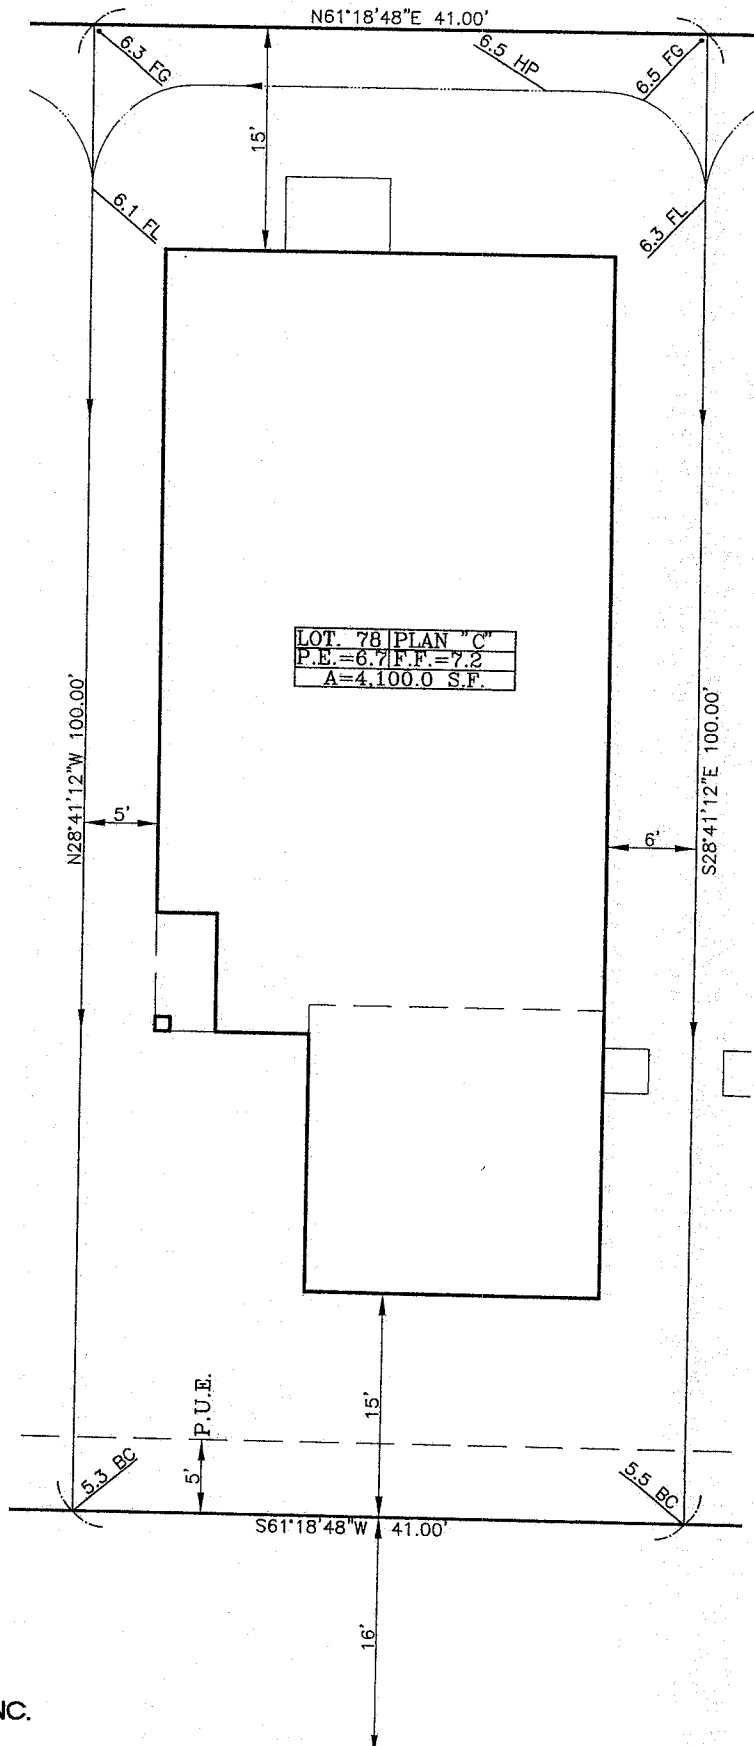 N61°18'48"E 41.00'
6.3 FG
6.5 HP
6.5 FG
15'
6.1 FL
6.3 FL
LOT. 78 PLAN "C"
P.E.=6.7 F.F.=7.2
A=4,100.0 S.F.
N28°41'12"W 100.00'
S28°41'12"E 100.00'
5'
6'
P.U.E.
15'
5'
5.3 BC
5.5 BC
S61°18'48"W 41.00'
16'
NC.